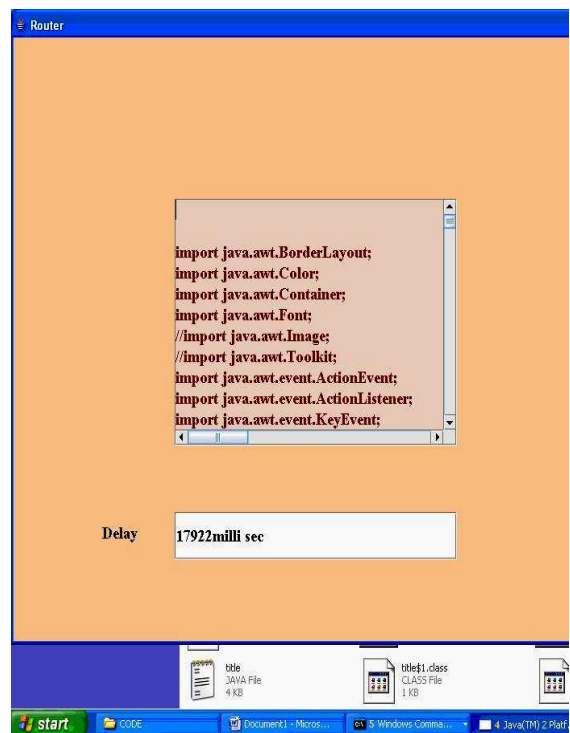 Router
import java.awt.BorderLayout;
import java.awt.Color;
import java.awt.Container;
import java.awt.Font;
//import java.awt.Image;
//import java.awt.Toolkit;
import java.awt.event.ActionEvent;
import java.awt.event.ActionListener;
import java.awt.event.KeyEvent;
Delay
17922milli sec
title
JAVA File
4 KB
title$1.class
CLASS File
1 KB
start
CODE
Document1 - Micros...
5 Windows Comma...
4 Java(TM) 2 Platf...